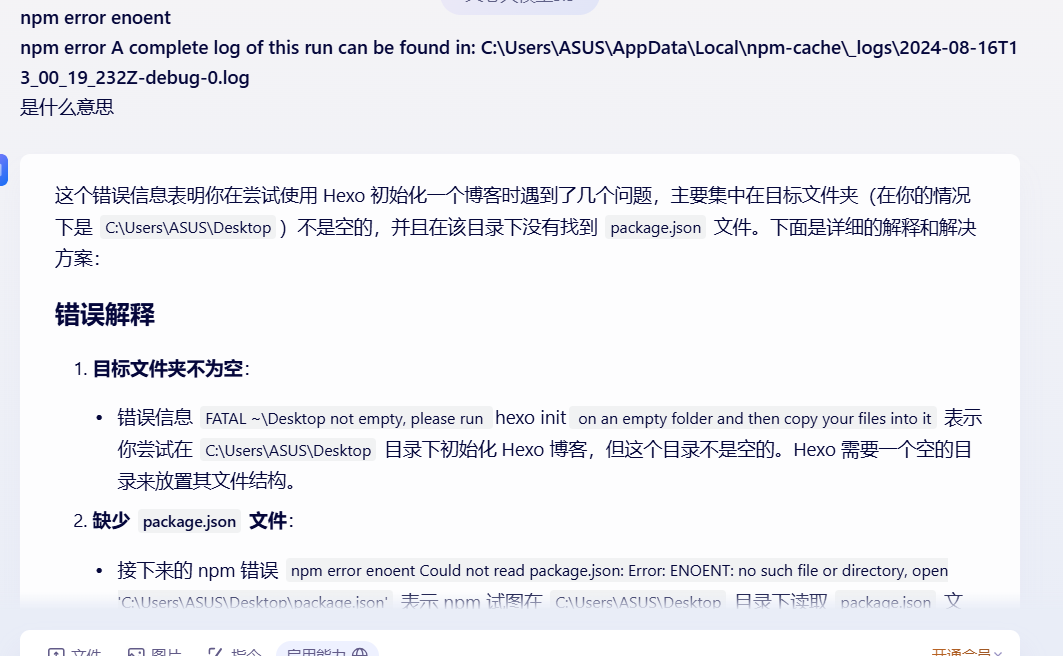 npm error enoent
npm error A complete log of this run can be found in: C:\Users\ASUS\AppData\Local\npm-cache\_logs\2024-08-16T1
3_00_19_232Z-debug-0.log
是什么意思
这个错误信息表明你在尝试使用 Hexo 初始化一个博客时遇到了几个问题，主要集中在目标文件夹（在你的情况
下是 C:\Users\ASUS\Desktop ）不是空的，并且在该目录下没有找到 package.json 文件。下面是详细的解释和解决
方案：
错误解释
1. 目标文件夹不为空：
• 错误信息 FATAL ~\Desktop not empty, please run hexo init on an empty folder and then copy your files into it 表示
你尝试在 C:\Users\ASUS\Desktop 目录下初始化 Hexo 博客，但这个目录不是空的。Hexo 需要一个空的目
录来放置其文件结构。
2. 缺少 package.json 文件：
• 接下来的 npm 错误 npm error enoent Could not read package.json: Error: ENOENT: no such file or directory, open
'C:\Users\ASUS\Desktop\package.json' 表示 npm 试图在 C:\Users\ASUS\Desktop 目录下读取 package.json 文
文件 图片 指令 启用能力 开通会员